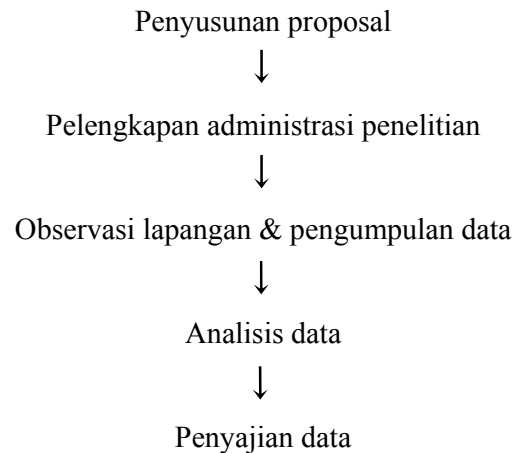 Penyusunan proposal
↓
Pelengkapan administrasi penelitian
↓
Observasi lapangan & pengumpulan data
↓
Analisis data
↓
Penyajian data